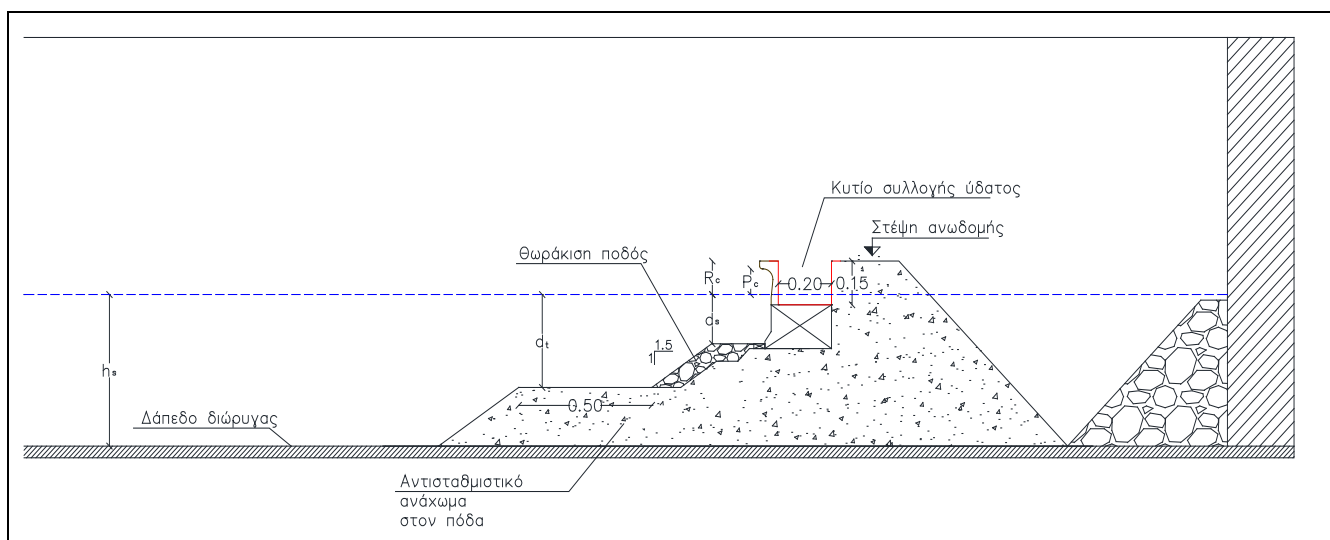 Κυτίο συλλογής ύδατος
Στέψη ανωδομής
Θωράκιση ποδός
Rc
Pc
0.20
0.15
ds
dt
hs
1.5
1
0.50
Δάπεδο διώρυγας
Αντισταθμιστικό
ανάχωμα
στον πόδα